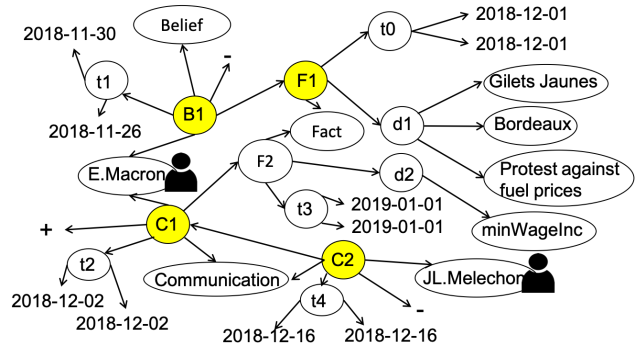 2018-11-30
Belief
-
t0
2018-12-01
2018-12-01
t1
F1
Gilets Jaunes
B1
2018-11-26
Fact
d1
Bordeaux
E.Macron
F2
d2
Protest against
fuel prices
t3
2019-01-01
2019-01-01
minWageInc
+
C1
t2
Communication
C2
JL.Melechon
2018-12-02
2018-12-02
t4
-
2018-12-16
2018-12-16